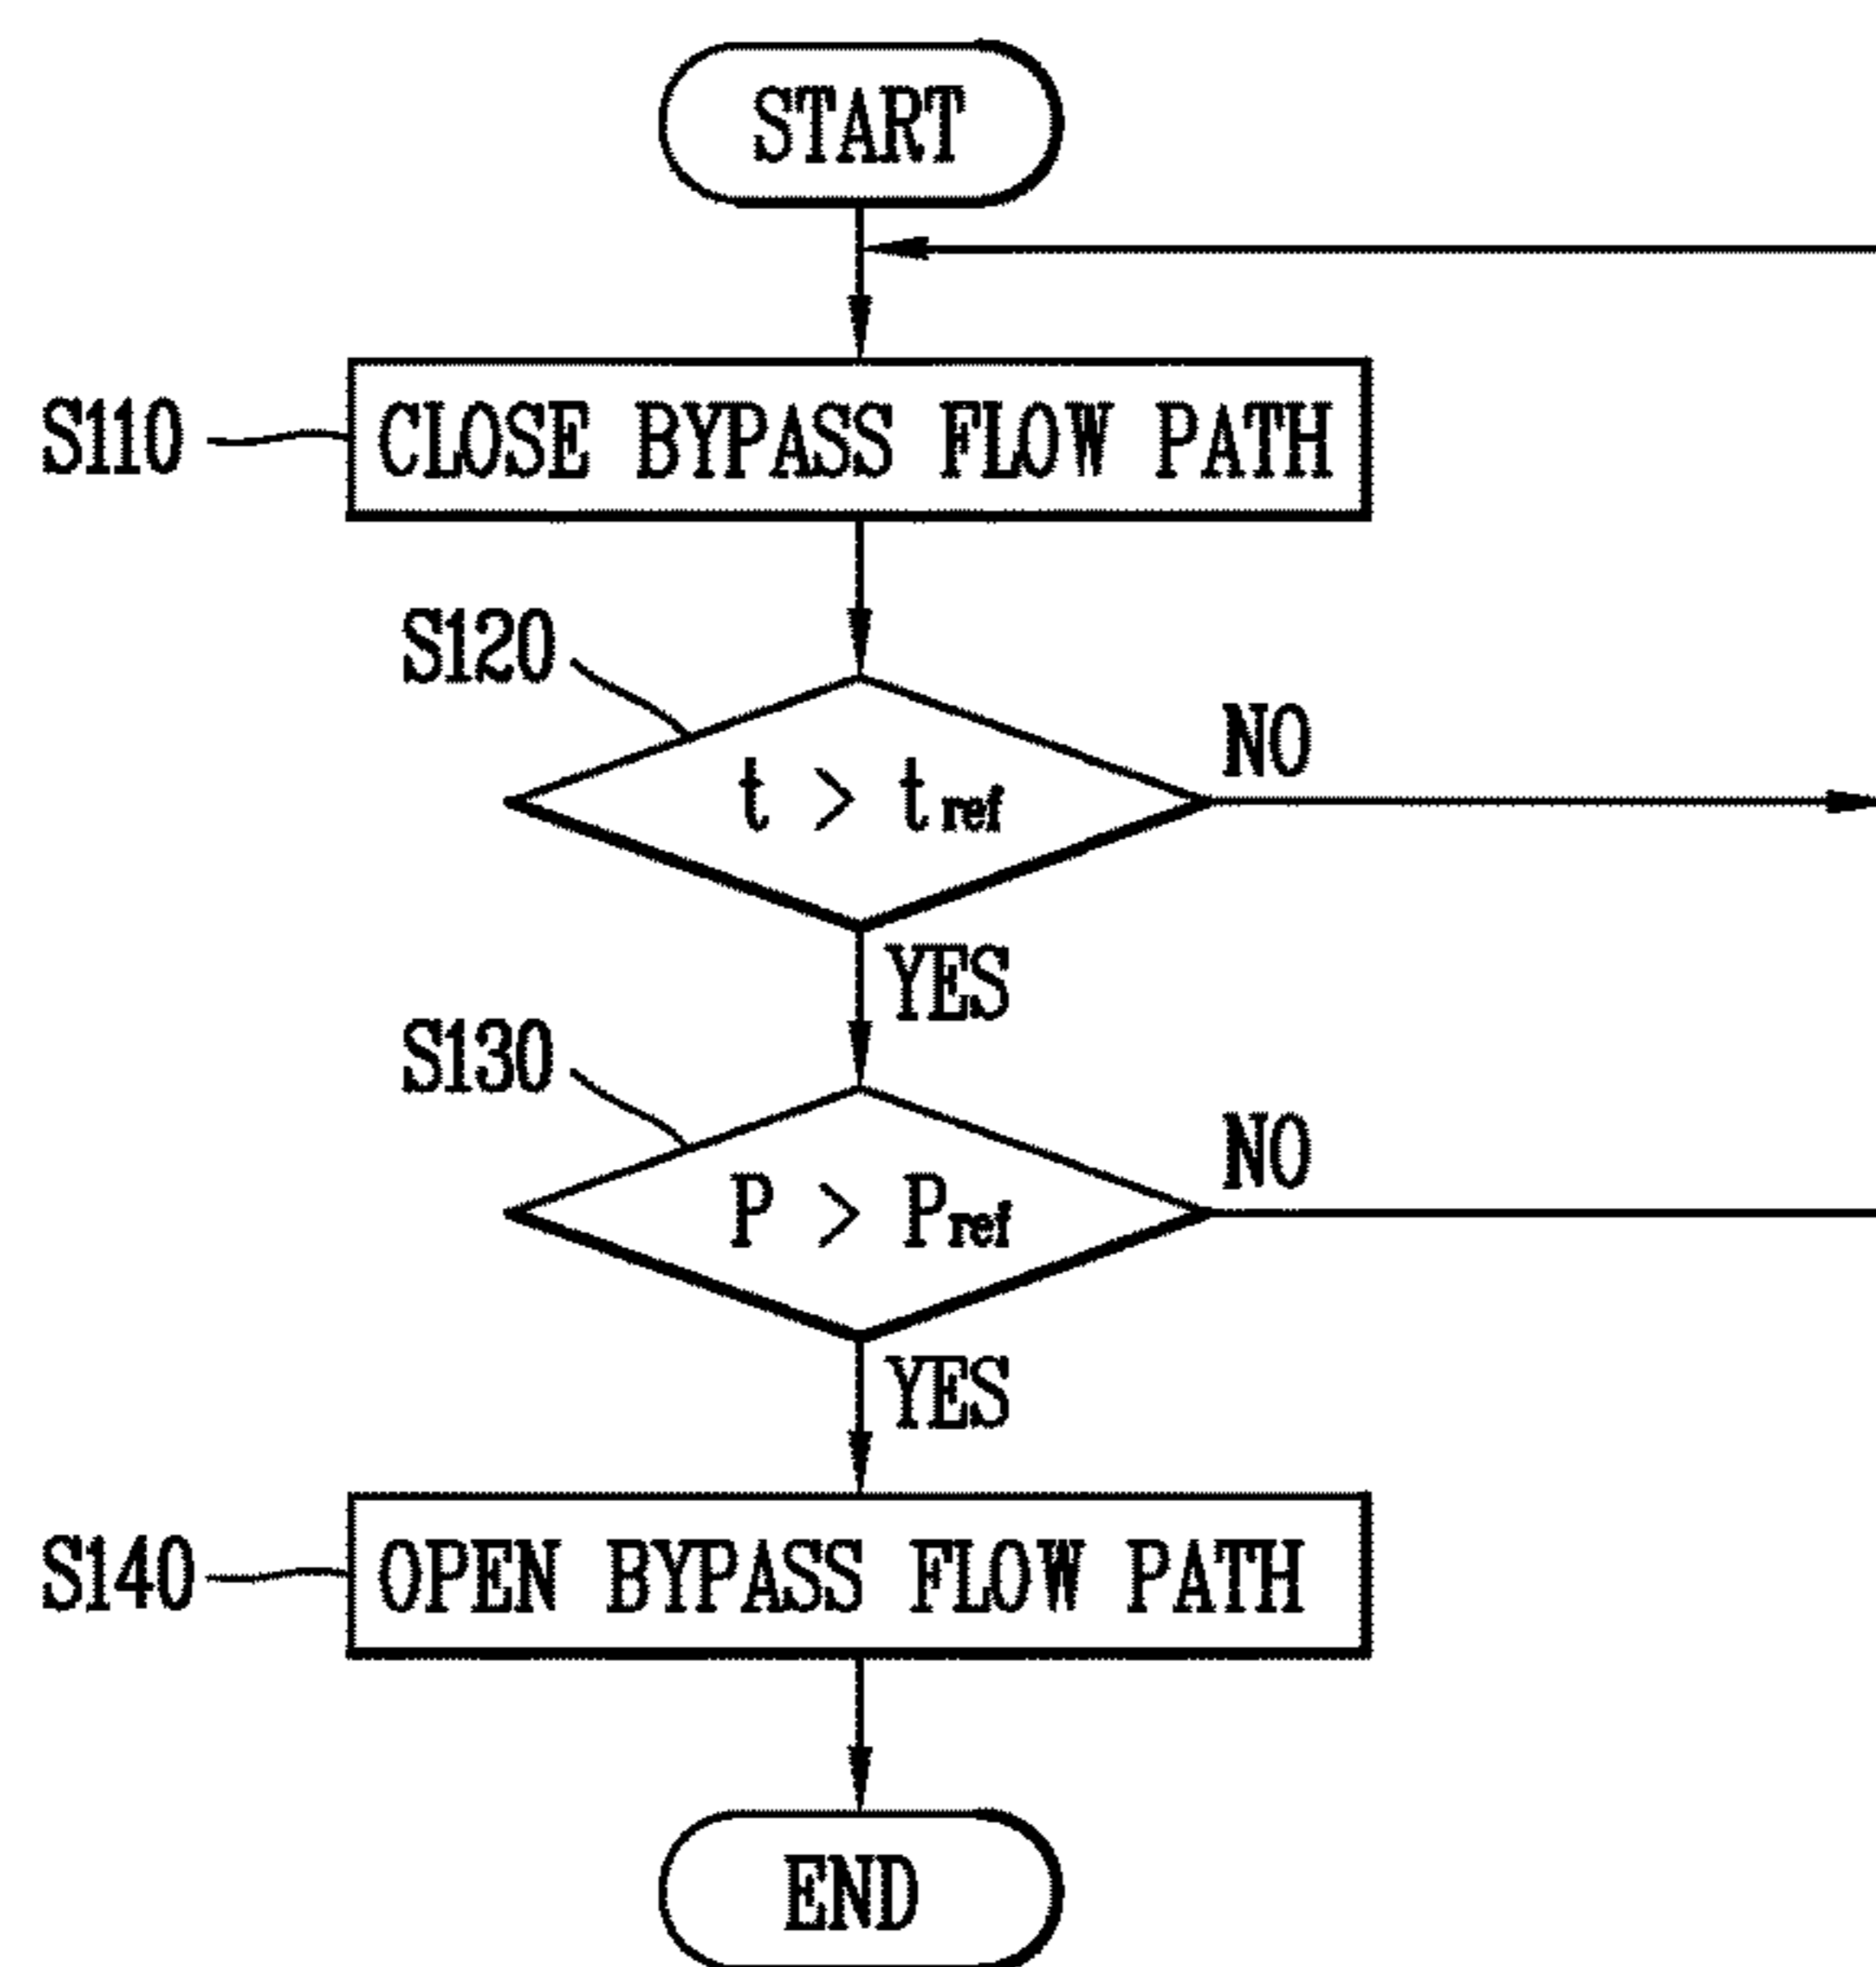 START
S110
CLOSE BYPASS FLOW PATH
S120
t > tref
NO
YES
S130
P > Pref
NO
YES
S140
OPEN BYPASS FLOW PATH
END